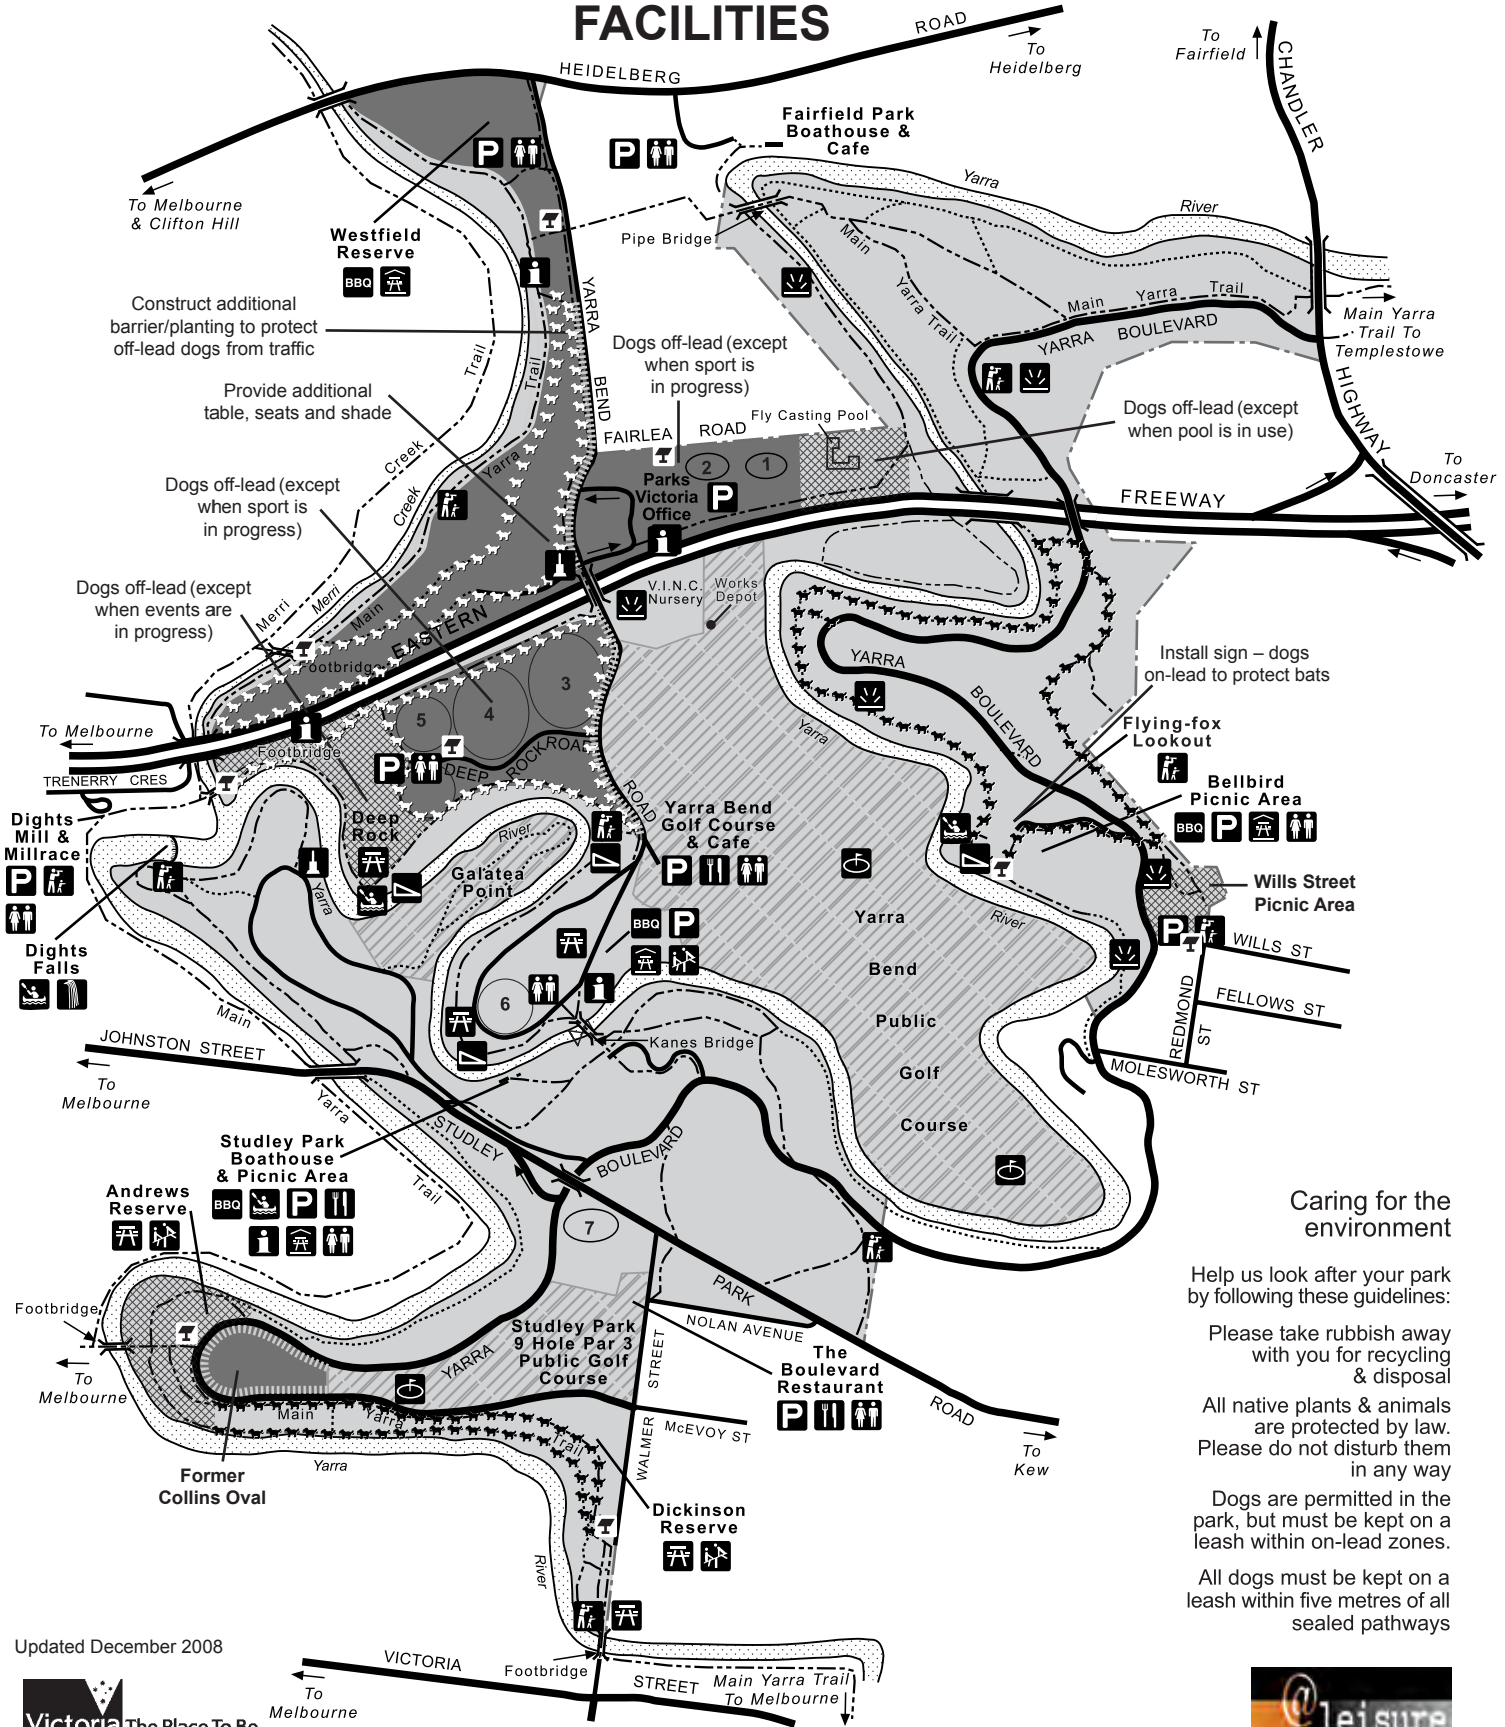 FACILITIES
ROAD
To
Heidelberg
HEIDELBERG
To
Fairfield
CHANDLER
HIGHWAY
Fairfield Park
Boathouse &
Cafe
P
P
To Melbourne
& Clifton Hill
Westfield
Reserve
BBQ
Pipe Bridge
Yarra
River
Main
Yarra Trail
Main Yarra Trail
YARRA BOULEVARD
Main Yarra
Trail To
Templestowe
Construct additional
barrier/planting to protect
off-lead dogs from traffic
YARRA
BEND
Trail
Trail
Dogs off-lead (except
when sport is
in progress)
Provide additional
table, seats and shade
FAIRLEA ROAD
Fly Casting Pool
Dogs off-lead (except
when pool is in use)
Creek
Yarra
Creek
2
1
Parks
Victoria
Office
P
To
Doncaster
FREEWAY
Dogs off-lead (except
when sport is
in progress)
V.I.N.C.
Nursery
Works
Depot
Dogs off-lead (except
when events are
in progress)
Merri
Merri
Main
EASTERN
Footbridge
YARRA
BOULEVARD
Install sign – dogs
on-lead to protect bats
3
4
5
To Melbourne
Footbridge
DEEP ROCK ROAD
P
TRENERRY CRES
Yarra
Flying-fox
Lookout
Bellbird
Picnic Area
BBQ
P
Dights
Mill &
Millrace
P
Deep
Rock
River
ROAD
Yarra Bend
Golf Course
& Cafe
P
Galatea
Point
Yarra
Wills Street
Picnic Area
P
Dights
Falls
BBQ
P
Yarra
Bend
Public
Golf
Course
River
WILLS ST
FELLOWS ST
REDMOND
ST
MOLESWORTH ST
6
Main
Kanes Bridge
JOHNSTON STREET
To
Melbourne
Yarra
Trail
STUDLEY
BOULEVARD
Studley Park
Boathouse
& Picnic Area
BBQ
P
Andrews
Reserve
7
PARK
NOLAN AVENUE
Footbridge
To
Melbourne
Studley Park
9 Hole Par 3
Public Golf
Course
YARRA
STREET
WALMER
The
Boulevard
Restaurant
P
ROAD
To
Kew
Main
Yarra
Trail
McEVOY ST
Yarra
River
Former
Collins Oval
Dickinson
Reserve
Caring for the
environment
Help us look after your park
by following these guidelines:
Please take rubbish away
with you for recycling
& disposal
All native plants & animals
are protected by law.
Please do not disturb them
in any way
Dogs are permitted in the
park, but must be kept on a
leash within on-lead zones.
All dogs must be kept on a
leash within five metres of all
sealed pathways
Updated December 2008
VICTORIA
STREET
Footbridge
To
Melbourne
Main Yarra Trail
To Melbourne
Victoria The Place To Be
@leisure